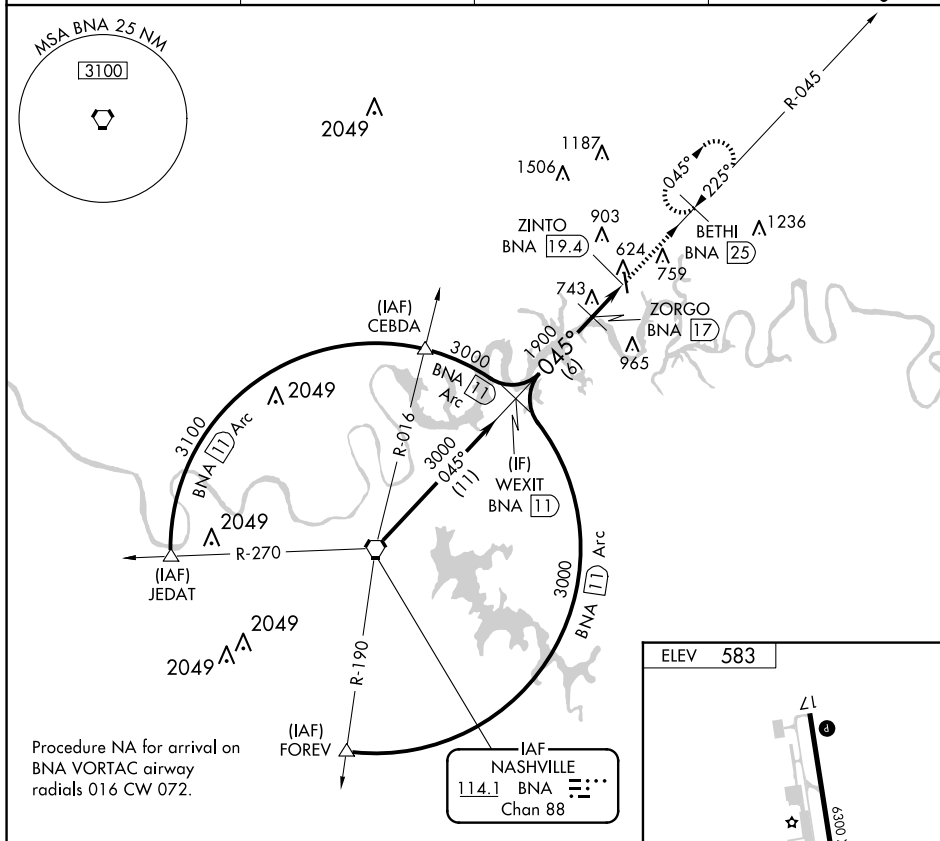 MSA BNA 25 NM
3100
2049
1187
1506
R-045
045°
225°
903
ZINTO
BNA 19.4
624
BETHI
BNA 25
1236
759
743
ZORGO
BNA 17
965
(IAF)
CEBDA
3000
BNA 11
Arc
1900
045°
(6)
2049
3100
BNA 11 Arc
R-016
3000
045°
(11)
(IF)
WEXIT
BNA 11
2049
R-270
(IAF)
JEDAT
3000
BNA 11 Arc
2049
2049
R-190
(IAF)
FOREV
Procedure NA for arrival on
BNA VORTAC airway
radials 016 CW 072.
IAF
NASHVILLE
114.1 BNA
Chan 88
ELEV 583
17
P
6300